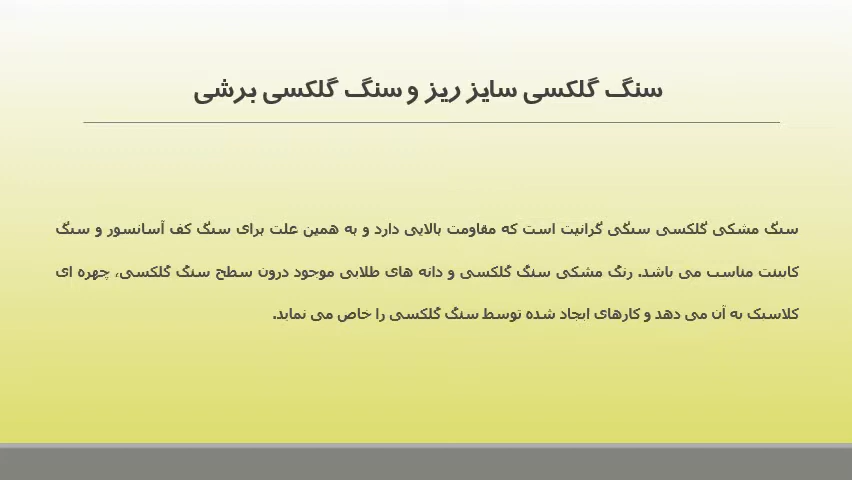 سنگ گلکسی سایز ریز و سنگ گلکسی برشی
سنگ مشکی گلکسی سنگی گرانیت است که مقاومت بالایی دارد و به همین علت برای سنگ کف آسانسور و سنگ
کابینت مناسب می باشد. رنگ مشکی سنگ گلکسی و دانه های طلایی موجود درون سطح سنگ گلکسی، چهره ای
کلاسیک به آن می دهد و کارهای ایجاد شده توسط سنگ گلکسی را خاص می نماید.